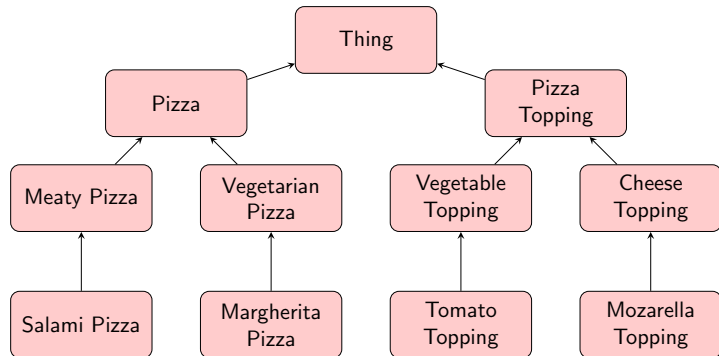 Thing
Pizza
Pizza
Topping
Meaty Pizza
Vegetarian
Pizza
Vegetable
Topping
Cheese
Topping
Salami Pizza
Margherita
Pizza
Tomato
Topping
Mozarella
Topping